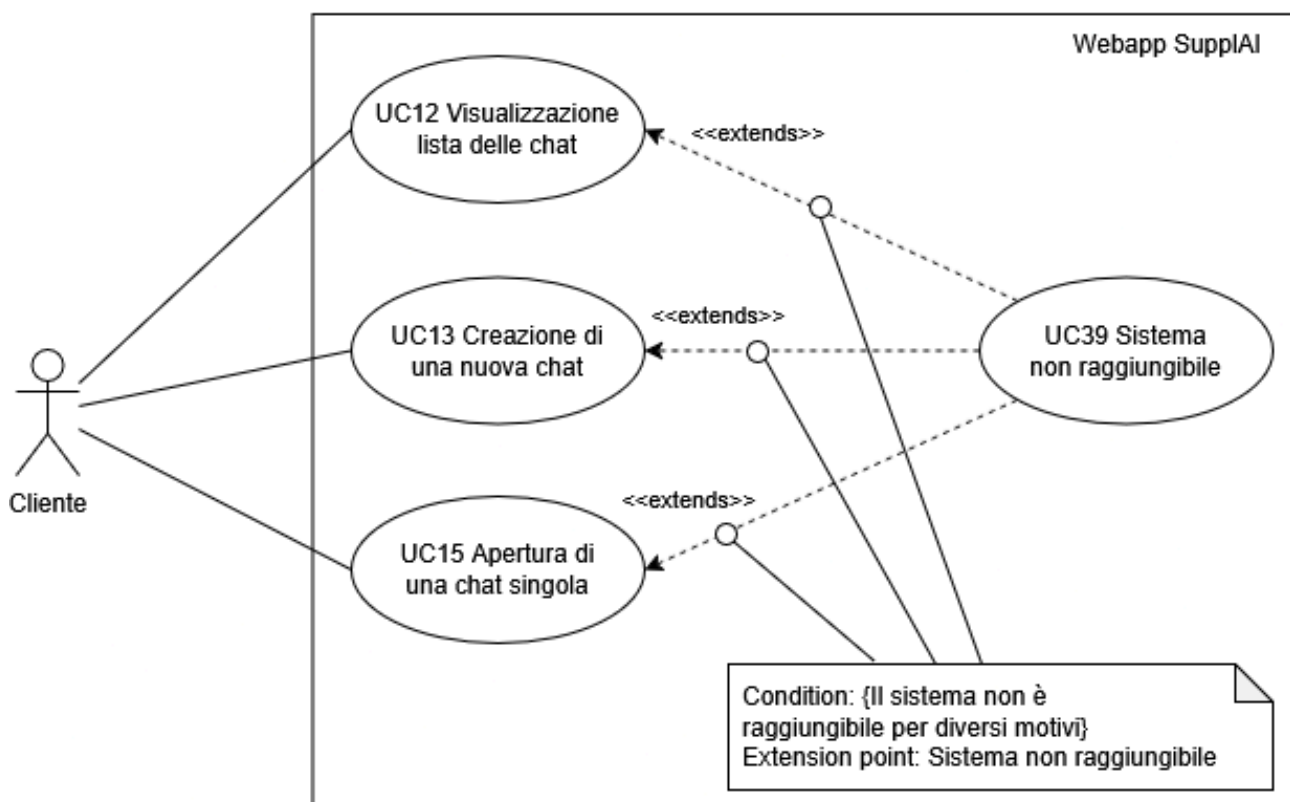 Webapp SupplAI
UC12 Visualizzazione
lista delle chat
<<extends>>
UC13 Creazione di
una nuova chat
<<extends>>
UC39 Sistema
non raggiungibile
Cliente
<<extends>>
UC15 Apertura di
una chat singola
Condition: {Il sistema non è
raggiungibile per diversi motivi}
Extension point: Sistema non raggiungibile